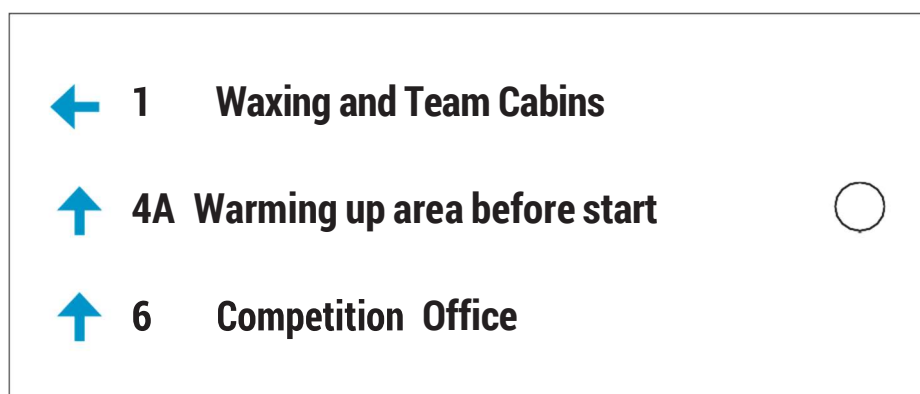 1 Waxing and Team Cabins
4A Warming up area before start
6 Competition Office